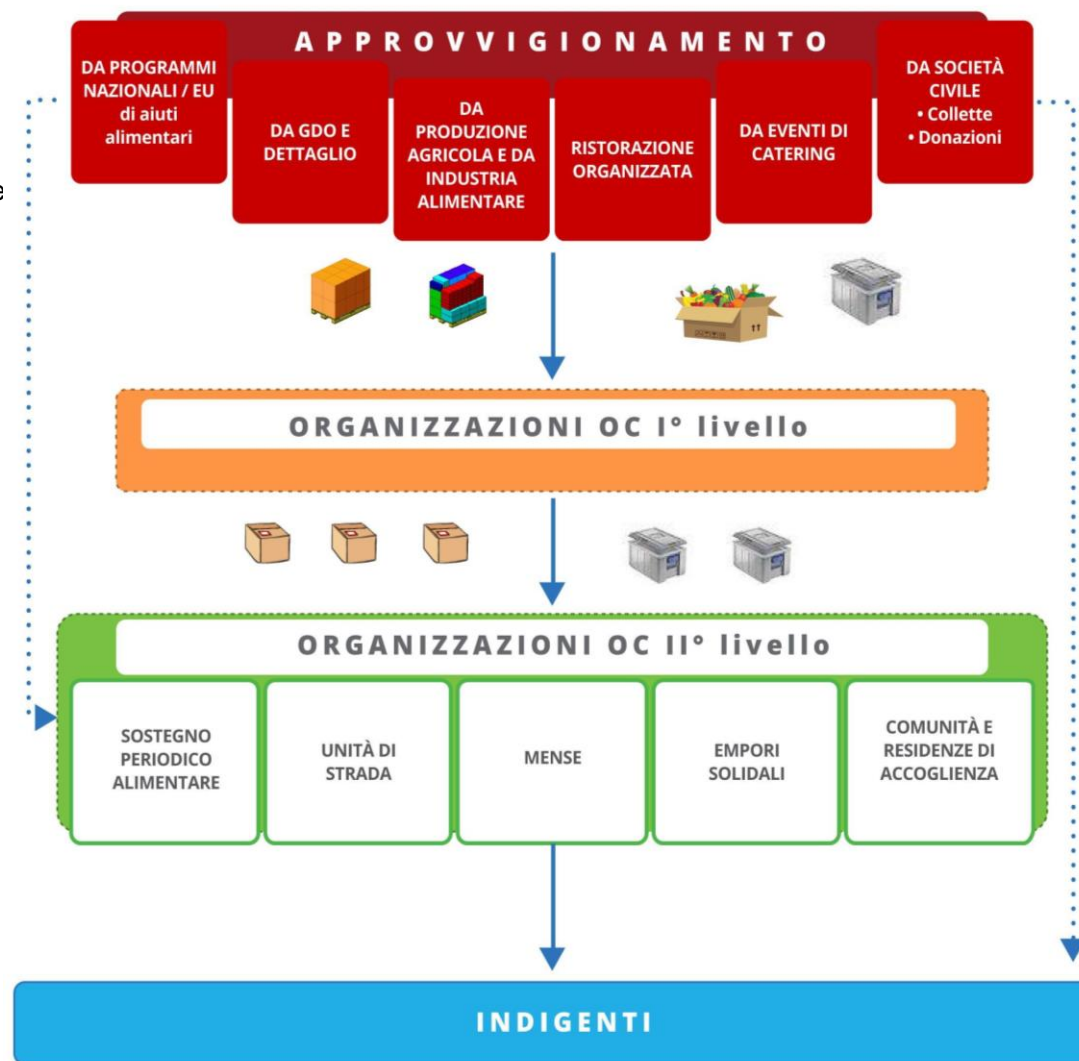 APPROVVIGIONAMENTO
DA PROGRAMMI
NAZIONALI / EU
di aiuti
alimentari
DA GDO E
DETTAGLIO
DA
PRODUZIONE
AGRICOLA E DA
INDUSTRIA
ALIMENTARE
RISTORAZIONE
ORGANIZZATA
DA EVENTI DI
CATERING
DA SOCIETÀ
CIVILE
• Collette
• Donazioni
e
ORGANIZZAZIONI OC I° livello
ORGANIZZAZIONI OC II° livello
SOSTEGNO
PERIODICO
ALIMENTARE
UNITÀ DI
STRADA
MENSE
EMPORI
SOLIDALI
COMUNITÀ E
RESIDENZE DI
ACCOGLIENZA
INDIGENTI